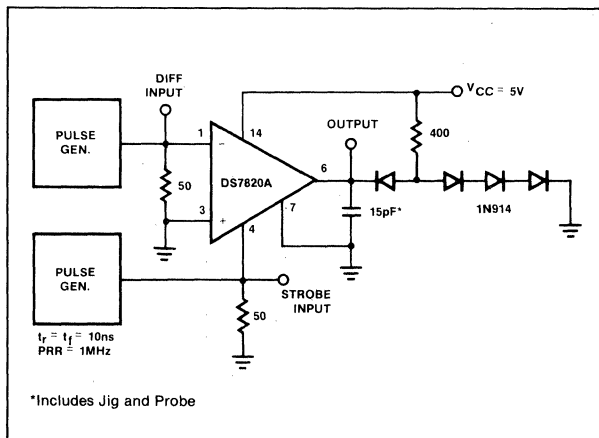 DIFF
INPUT
VCC = 5V
PULSE
GEN.
OUTPUT
400
1
14
−
6
50
DS7820A
3
+
7
4
15pF*
1N914
PULSE
GEN.
STROBE
INPUT
50
tr = tf = 10ns
PRR = 1MHz
*Includes Jig and Probe